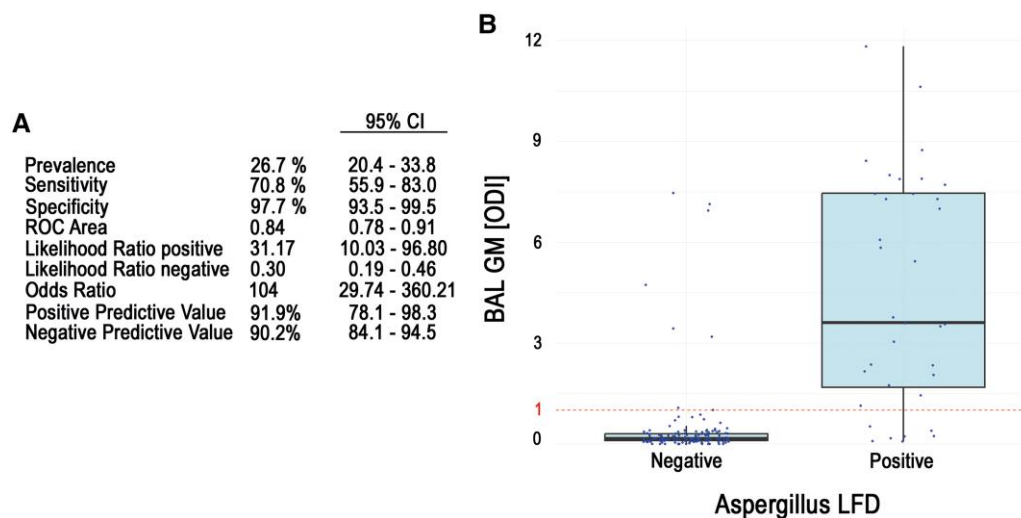 A
95% CI
Prevalence 26.7 % 20.4 - 33.8
Sensitivity 70.8 % 55.9 - 83.0
Specificity 97.7 % 93.5 - 99.5
ROC Area 0.84 0.78 - 0.91
Likelihood Ratio positive 31.17 10.03 - 96.80
Likelihood Ratio negative 0.30 0.19 - 0.46
Odds Ratio 104 29.74 - 360.21
Positive Predictive Value 91.9% 78.1 - 98.3
Negative Predictive Value 90.2% 84.1 - 94.5
B
BAL GM [ODI]
12
9
6
3
1
0
Negative Positive
Aspergillus LFD